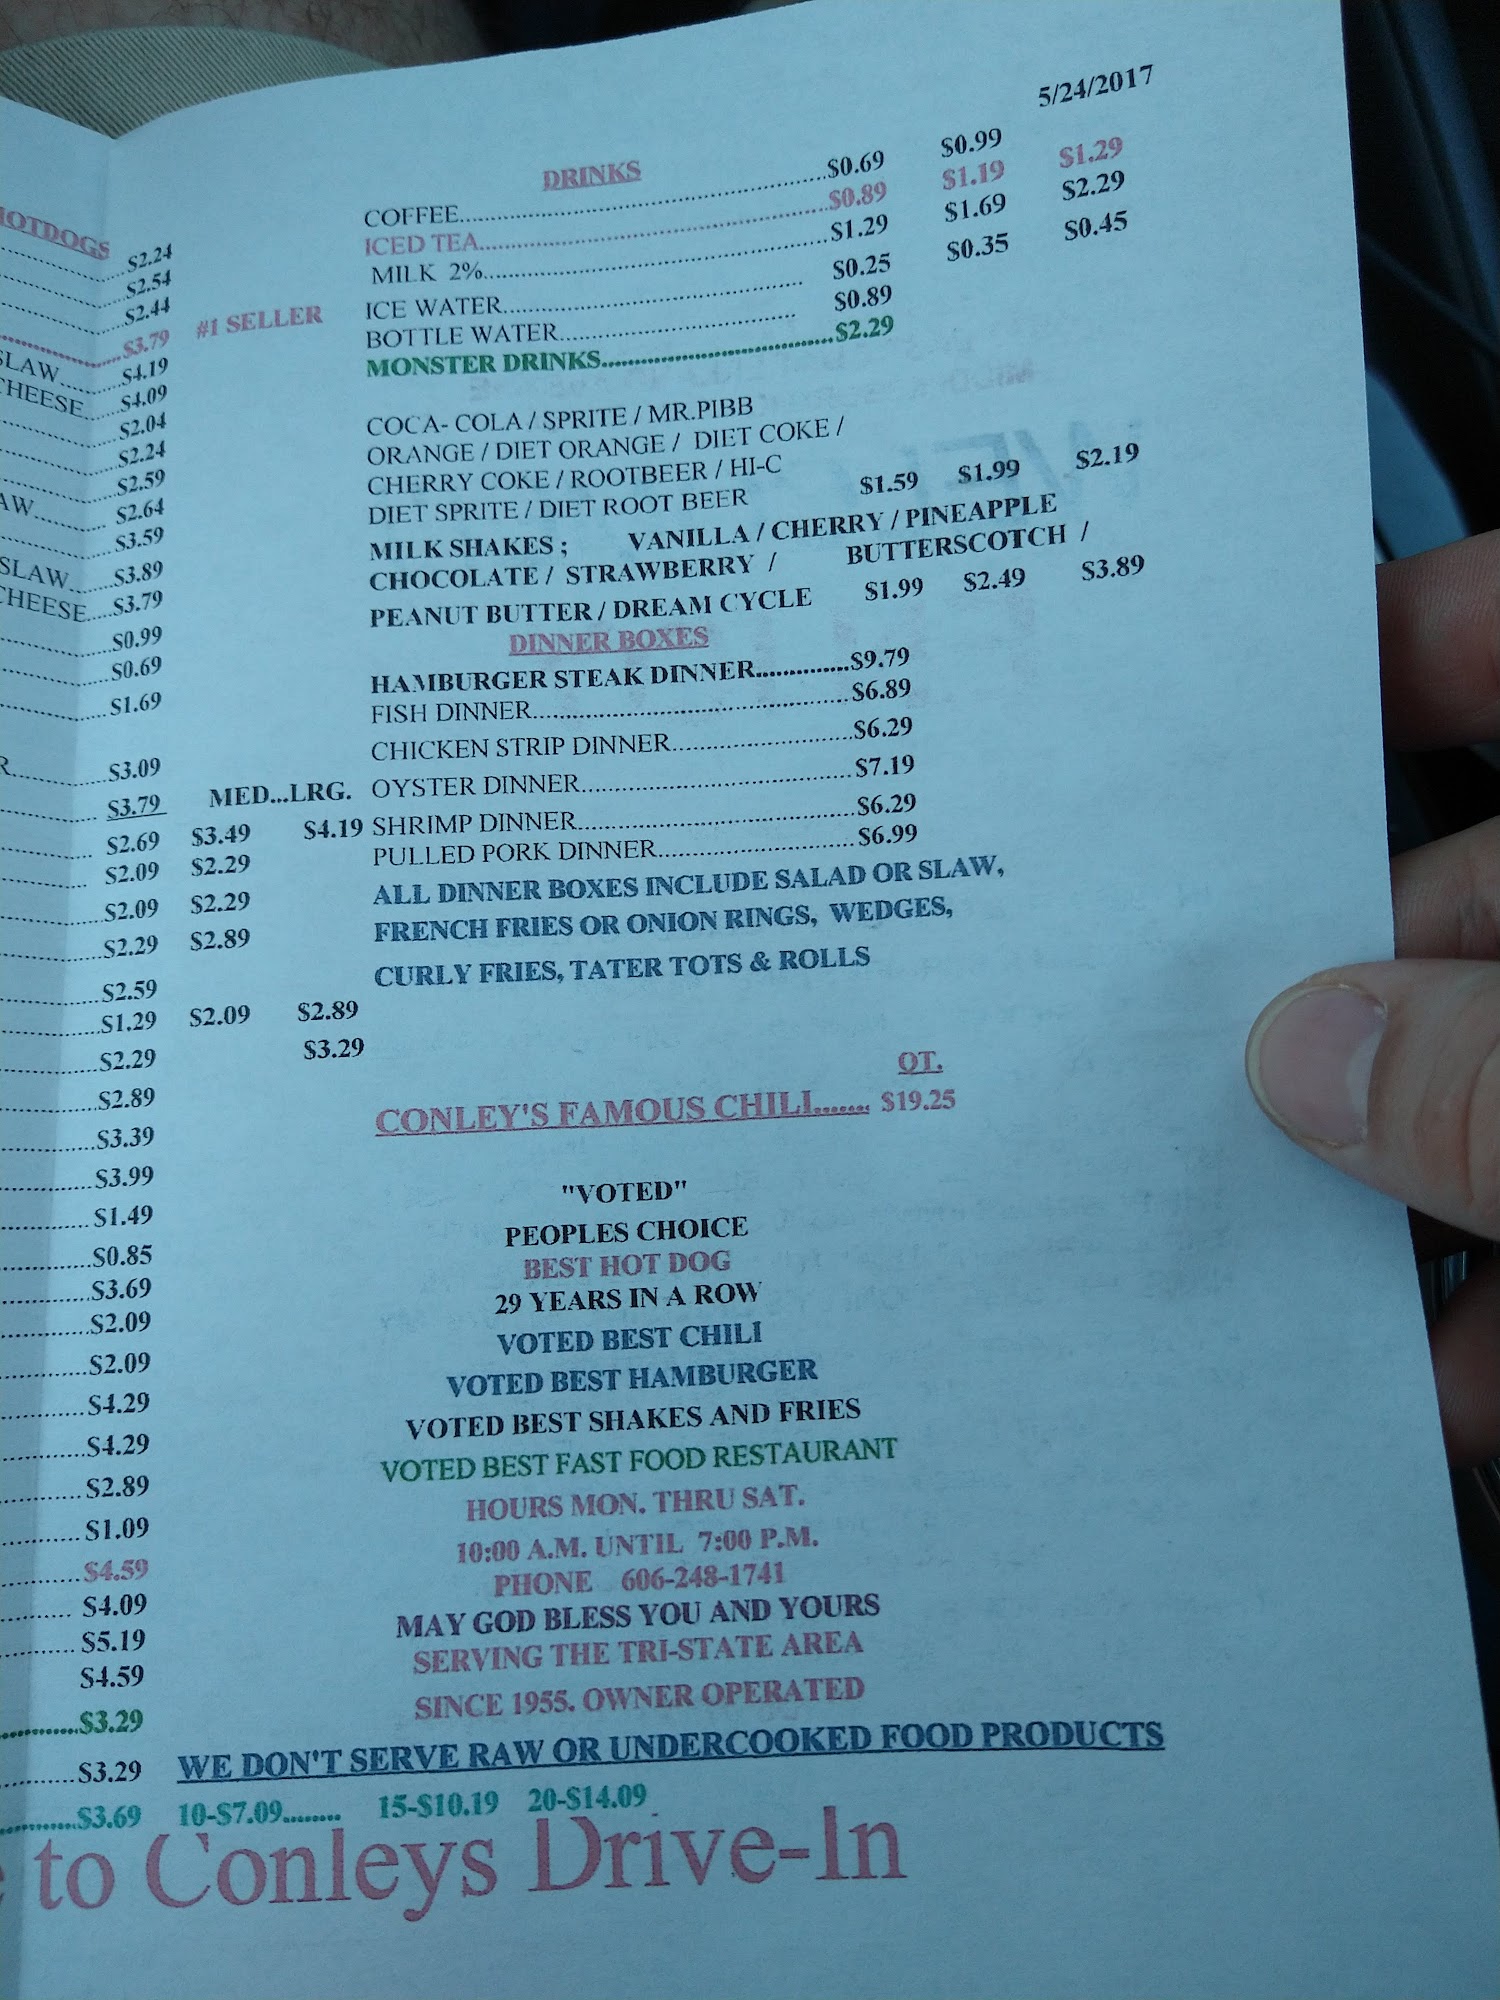 5/24/2017
HOTDOGS
$2.24
$2.54
$2.44
$3.79 #1 SELLER
SLAW.......$4.19
CHEESE....$4.09
$2.04
$2.24
$2.59
AW......... $2.64
$3.59
SLAW......$3.89
CHEESE...$3.79
$0.99
$0.69
$1.69
R............$3.09
$3.79 MED...LRG.
$2.69 $3.49 $4.19
$2.09 $2.29
$2.09 $2.29
$2.29 $2.89
$2.59
$1.29 $2.09 $2.89
$2.29 $3.29
$2.89
$3.39
$3.99
$1.49
$0.85
$3.69
$2.09
$2.09
$4.29
$4.29
$2.89
$1.09
$4.59
$4.09
$5.19
$4.59
$3.29
$3.29
DRINKS
COFFEE..........$0.69 $0.99
ICED TEA..........$0.89 $1.19 $1.29
MILK 2%..........$1.29 $1.69 $2.29
ICE WATER..........$0.25 $0.35 $0.45
BOTTLE WATER.......... $0.89
MONSTER DRINKS..........$2.29
COCA- COLA / SPRITE / MR.PIBB
ORANGE / DIET ORANGE / DIET COKE /
CHERRY COKE / ROOTBEER / HI-C
DIET SPRITE / DIET ROOT BEER $1.59 $1.99 $2.19
MILK SHAKES ; VANILLA / CHERRY / PINEAPPLE
CHOCOLATE / STRAWBERRY / BUTTERSCOTCH /
PEANUT BUTTER / DREAM CYCLE $1.99 $2.49 $3.89
DINNER BOXES
HAMBURGER STEAK DINNER..........$9.79
FISH DINNER..........$6.89
CHICKEN STRIP DINNER..........$6.29
OYSTER DINNER..........$7.19
SHRIMP DINNER..........$6.29
PULLED PORK DINNER..........$6.99
ALL DINNER BOXES INCLUDE SALAD OR SLAW,
FRENCH FRIES OR ONION RINGS, WEDGES,
CURLY FRIES, TATER TOTS & ROLLS
QT.
CONLEY'S FAMOUS CHILI....... $19.25
"VOTED"
PEOPLES CHOICE
BEST HOT DOG
29 YEARS IN A ROW
VOTED BEST CHILI
VOTED BEST HAMBURGER
VOTED BEST SHAKES AND FRIES
VOTED BEST FAST FOOD RESTAURANT
HOURS MON. THRU SAT.
10:00 A.M. UNTIL 7:00 P.M.
PHONE 606-248-1741
MAY GOD BLESS YOU AND YOURS
SERVING THE TRI-STATE AREA
SINCE 1955. OWNER OPERATED
WE DON'T SERVE RAW OR UNDERCOOKED FOOD PRODUCTS
$3.69 10-$7.09........ 15-$10.19 20-$14.09
to Conleys Drive-In